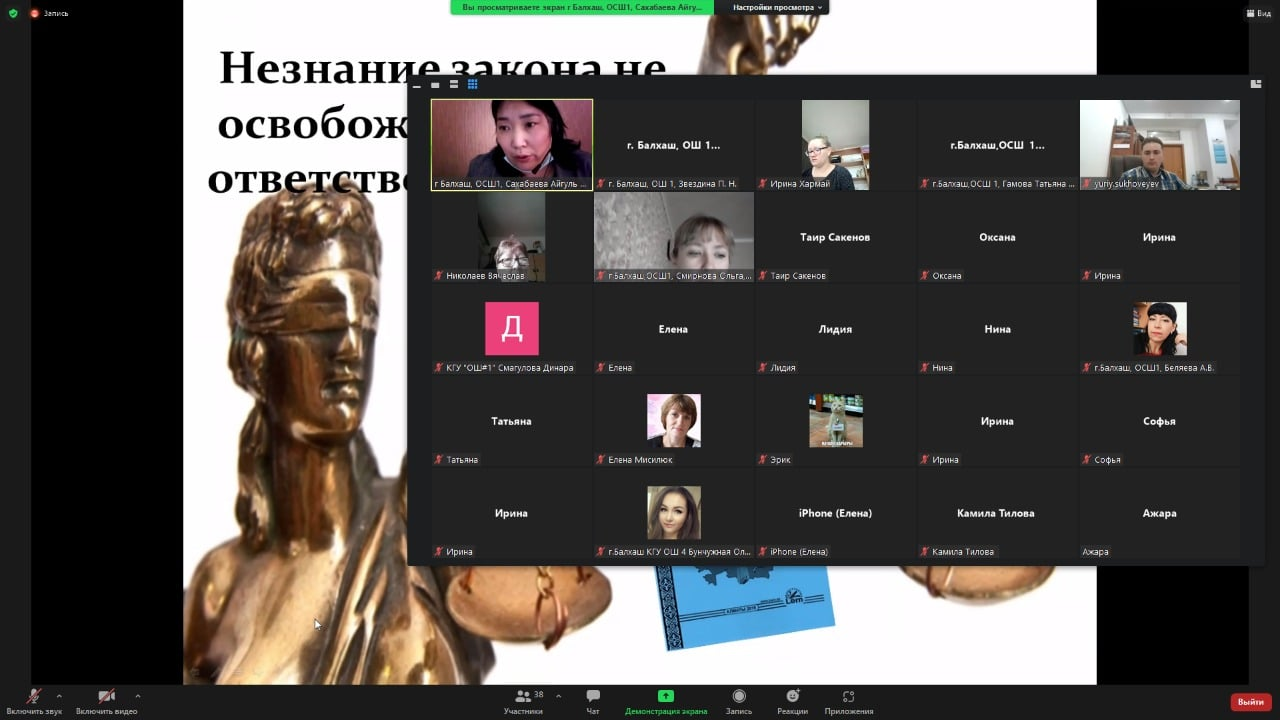 Запись
Вы просматриваете экран г Балхаш, ОСШ1, Сахабаева Айгу...
Настройки просмотра
Вид
Незнание закона не
освобож
ответств
г Балхаш, ОСШ1, Сахабаева Айгуль ...
г. Балхаш, ОШ 1...
г. Балхаш, ОШ 1, Звездина П. Н.
Ирина Хармай
г.Балхаш,ОСШ 1...
г.Балхаш,ОСШ 1, Гамова Татьяна ...
yuriy.sukhoveyev
Николаев Вячеслав
г.Балхаш,ОСШ1, Смирнова Ольга,...
Таир Сакенов
Таир Сакенов
Оксана
Оксана
Ирина
Ирина
Д
КГУ "ОШ#1" Смагулова Динара
Елена
Елена
Лидия
Лидия
Нина
Нина
г.Балхаш, ОСШ1, Беляева А.В.
Татьяна
Татьяна
Елена Мисилюк
Эрик
Ирина
Ирина
Софья
Софья
Ирина
Ирина
г.Балхаш КГУ ОШ 4 Бунчужная Ол...
iPhone (Елена)
iPhone (Елена)
Камила Тилова
Камила Тилова
Ажара
Ажара
Включить звук
Включить видео
38
Участники
Чат
Демонстрация экрана
Запись
Реакции
Приложения
Выйти